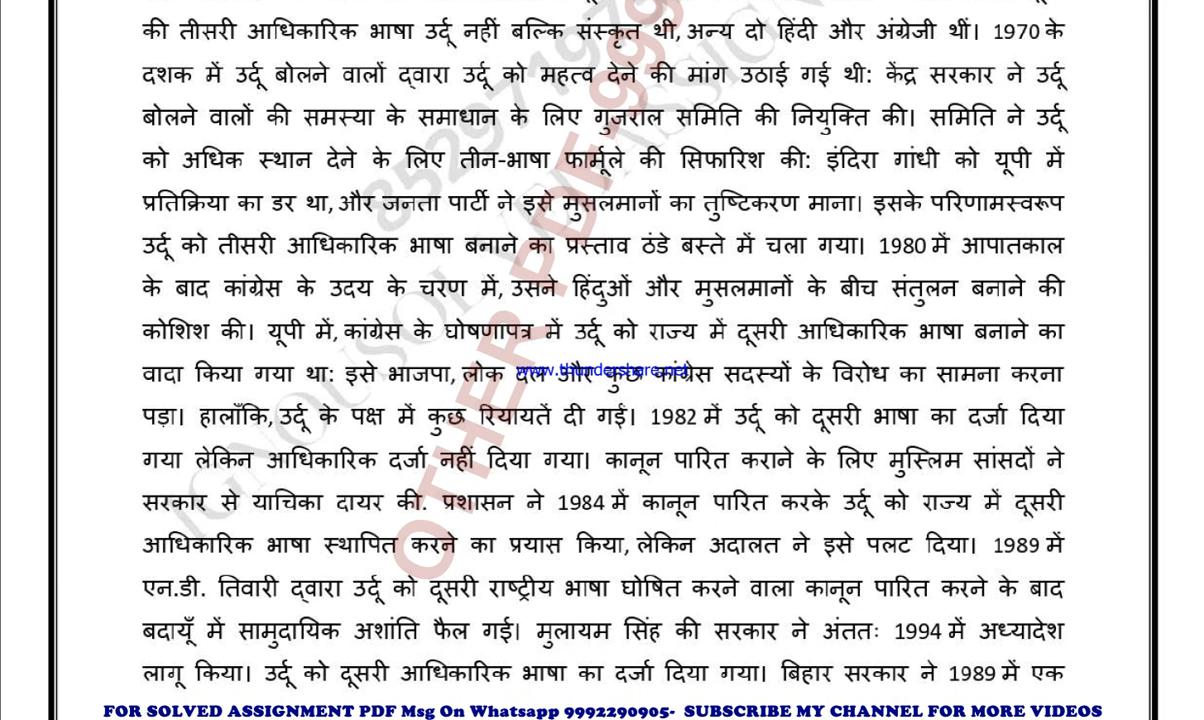 की तीसरी आधिकारिक भाषा उर्दू नहीं बल्कि संस्कृत थी, अन्य दो हिंदी और अंग्रेजी थीं। 1970 के
दशक में उर्दू बोलने वालों द्वारा उर्दू को महत्व देने की मांग उठाई गई थी: केंद्र सरकार ने उर्दू
बोलने वालों की समस्या के समाधान के लिए गुजराल समिति की नियुक्ति की। समिति ने उर्दू
को अधिक स्थान देने के लिए तीन-भाषा फार्मूले की सिफारिश की: इंदिरा गांधी को यूपी में
प्रतिक्रिया का डर था, और जनता पार्टी ने इसे मुसलमानों का तुष्टिकरण माना। इसके परिणामस्वरूप
उर्दू को तीसरी आधिकारिक भाषा बनाने का प्रस्ताव ठंडे बस्ते में चला गया। 1980 में आपातकाल
के बाद कांग्रेस के उदय के चरण में, उसने हिंदुओं और मुसलमानों के बीच संतुलन बनाने की
कोशिश की। यूपी में, कांग्रेस के घोषणापत्र में उर्दू को राज्य में दूसरी आधिकारिक भाषा बनाने का
वादा किया गया था: इसे भाजपा, लोक दल और कुछ कांग्रेस सदस्यों के विरोध का सामना करना
www.thundershare.net
पड़ा। हालाँकि, उर्दू के पक्ष में कुछ रियायतें दी गईं। 1982 में उर्दू को दूसरी भाषा का दर्जा दिया
गया लेकिन आधिकारिक दर्जा नहीं दिया गया। कानून पारित कराने के लिए मुस्लिम सांसदों ने
सरकार से याचिका दायर की. प्रशासन ने 1984 में कानून पारित करके उर्दू को राज्य में दूसरी
आधिकारिक भाषा स्थापित करने का प्रयास किया, लेकिन अदालत ने इसे पलट दिया। 1989 में
एन.डी. तिवारी द्वारा उर्दू को दूसरी राष्ट्रीय भाषा घोषित करने वाला कानून पारित करने के बाद
बदायूँ में सामुदायिक अशांति फैल गई। मुलायम सिंह की सरकार ने अंततः 1994 में अध्यादेश
लागू किया। उर्दू को दूसरी आधिकारिक भाषा का दर्जा दिया गया। बिहार सरकार ने 1989 में एक
OTHER PDF 999
FOR SOLVED ASSIGNMENT PDF Msg On Whatsapp 9992290905- SUBSCRIBE MY CHANNEL FOR MORE VIDEOS